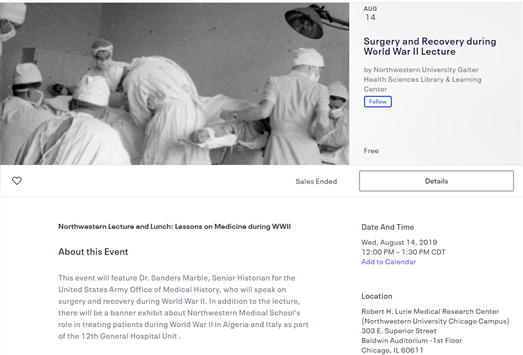 AUG
14
Surgery and Recovery during
World War II Lecture
by Northwestern University Galter
Health Sciences Library & Learning
Center
Follow
Free
Sales Ended
Details
Northwestern Lecture and Lunch: Lessons on Medicine during WWII
About this Event
This event will feature Dr. Sanders Marble, Senior Historian for the
United States Army Office of Medical History, who will speak on
surgery and recovery during World War II. In addition to the lecture,
there will be a banner exhibit about Northwestern Medical School's
role in treating patients during World War II in Algeria and Italy as part
of the 12th General Hospital Unit .
Date And Time
Wed, August 14, 2019
12:00 PM – 1:30 PM CDT
Add to Calendar
Location
Robert H. Lurie Medical Research Center
(Northwestern University Chicago Campus)
303 E. Superior Street
Baldwin Auditorium -1st Floor
Chicago, IL 60611